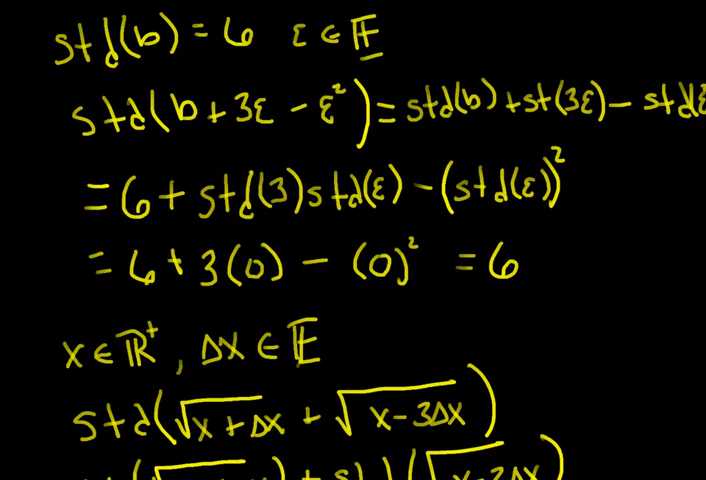 std(b) = 6 ε ∈ 𝔼
std(b + 3ε - ε²) = std(b) + st(3ε) - std(ε
= 6 + std(3)std(ε) - (std(ε))²
= 6 + 3(0) - (0)² = 6
x ∈ ℝ⁺, Δx ∈ 𝔼
std(√(x + Δx) + √(x - 3Δx))